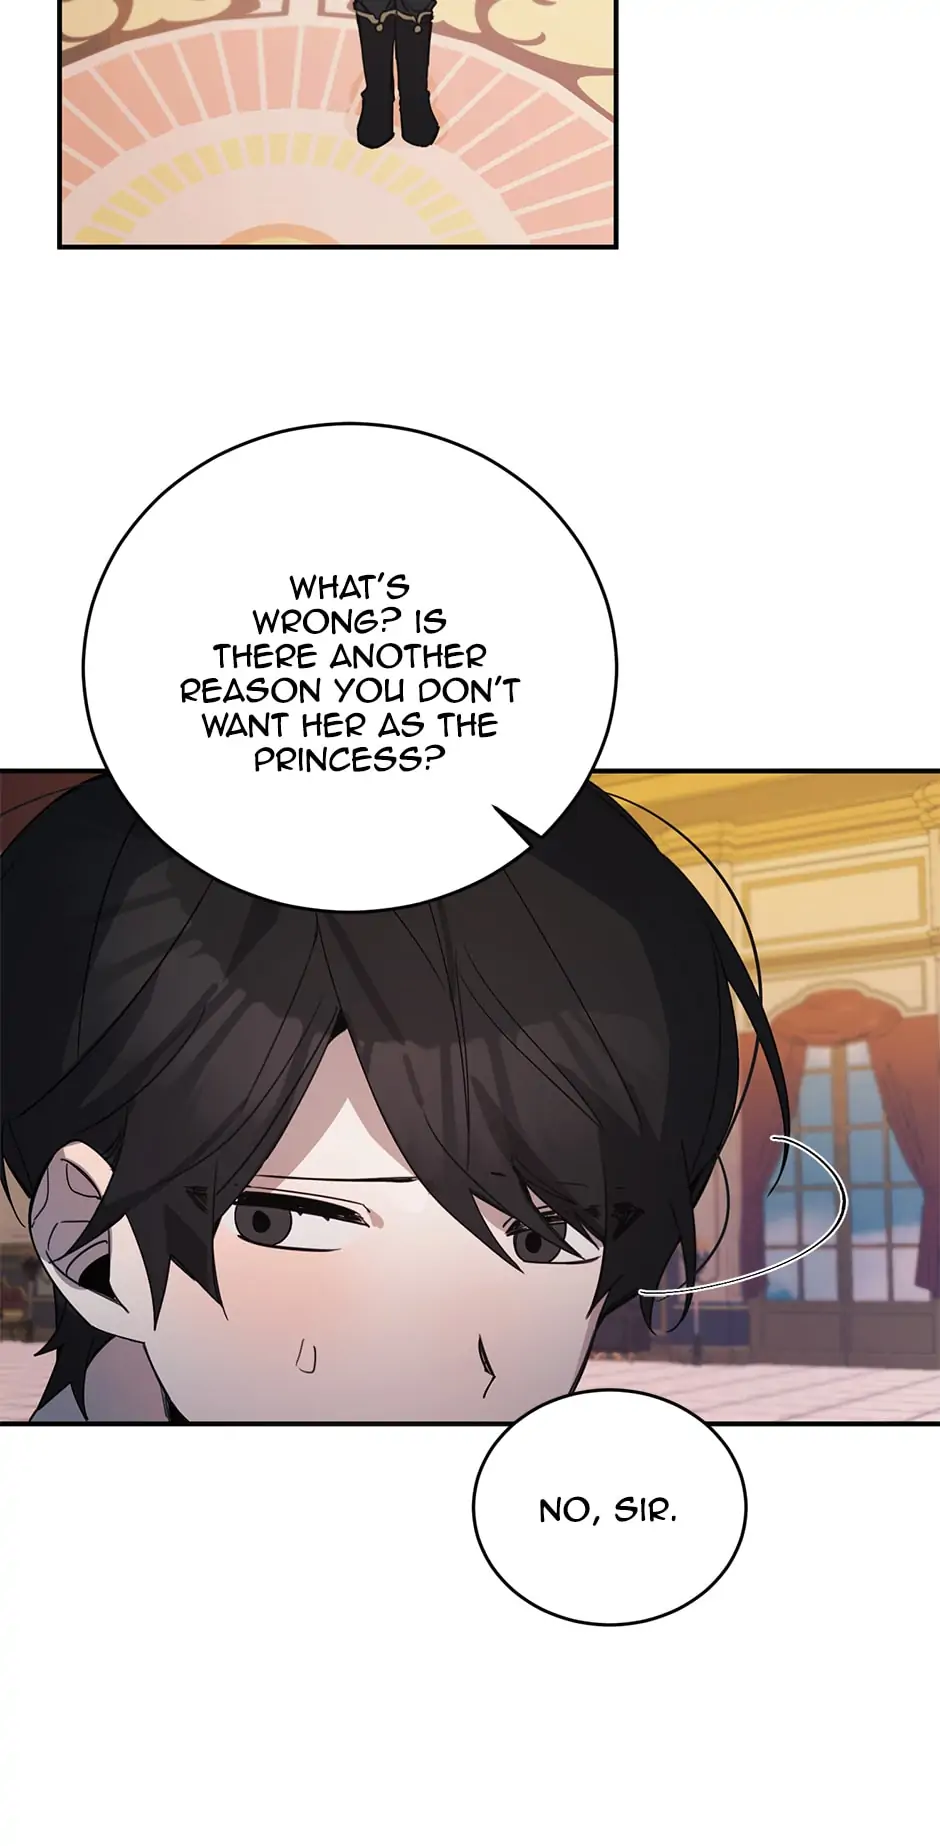 WHAT'S
WRONG? IS
THERE ANOTHER
REASON YOU DON'T
WANT HER AS THE
PRINCESS?
NO, SIR.